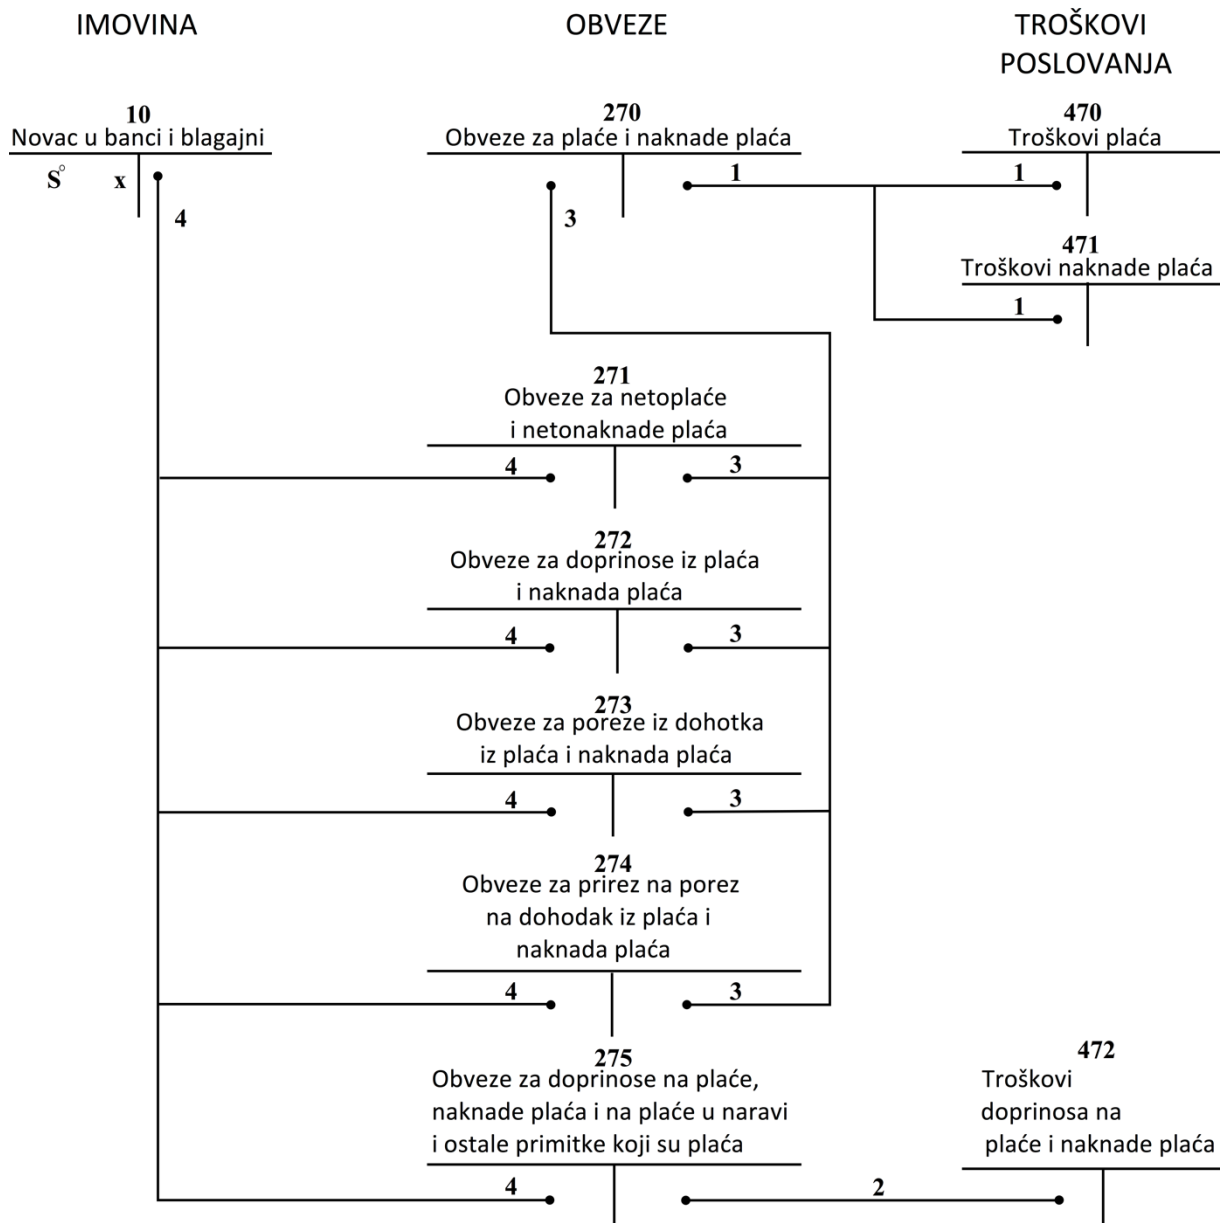 IMOVINA
OBVEZE
TROŠKOVI
POSLOVANJA
10
Novac u banci i blagajni
S° x
4
270
Obveze za plaće i naknade plaća
3
1
470
Troškovi plaća
1
471
Troškovi naknade plaća
1
271
Obveze za netoplaće
i netonaknade plaća
4 3
272
Obveze za doprinose iz plaća
i naknada plaća
4 3
273
Obveze za poreze iz dohotka
iz plaća i naknada plaća
4 3
274
Obveze za prirez na porez
na dohodak iz plaća i
naknada plaća
4 3
275
Obveze za doprinose na plaće,
naknade plaća i na plaće u naravi
i ostale primitke koji su plaća
4 2
472
Troškovi
doprinosa na
plaće i naknade plaća